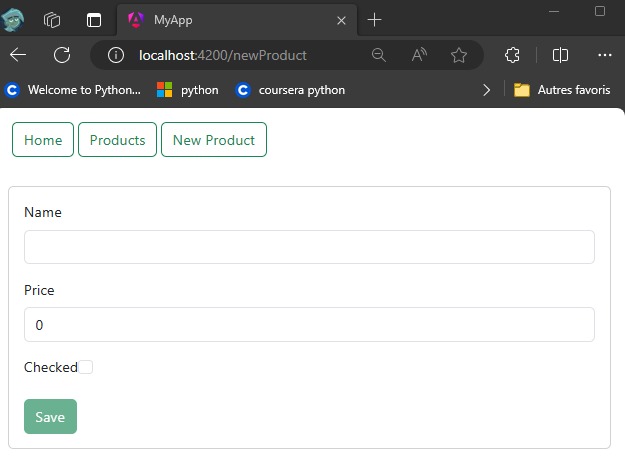 MyApp
localhost:4200/newProduct
Welcome to Python... python coursera python Autres favoris
Home Products New Product
Name
Price
0
Checked
Save